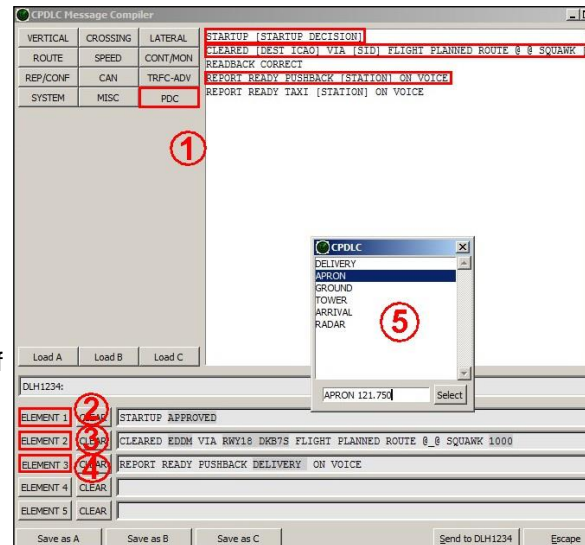 CPDLC Message Compiler
VERTICAL CROSSING LATERAL
ROUTE SPEED CONT/MON
REP/CONF CAN TRFC-ADV
SYSTEM MISC PDC
STARTUP [STARTUP DECISION]
CLEARED [DEST ICAO] VIA [SID] FLIGHT PLANNED ROUTE @ @ SQUAWK
READBACK CORRECT
REPORT READY PUSHBACK [STATION] ON VOICE
REPORT READY TAXI [STATION] ON VOICE
1
CPDLC
DELIVERY
APRON
GROUND
TOWER
ARRIVAL
RADAR
5
APRON 121.750 Select
f
Load A Load B Load C
DLH1234:
2
ELEMENT 1 CLEAR STARTUP APPROVED
3
ELEMENT 2 CLEAR CLEARED EDDM VIA RWY18 DKB7S FLIGHT PLANNED ROUTE @_@ SQUAWK 1000
4
ELEMENT 3 CLEAR REPORT READY PUSHBACK DELIVERY ON VOICE
ELEMENT 4 CLEAR
ELEMENT 5 CLEAR
Save as A Save as B Save as C Send to DLH1234 Escape